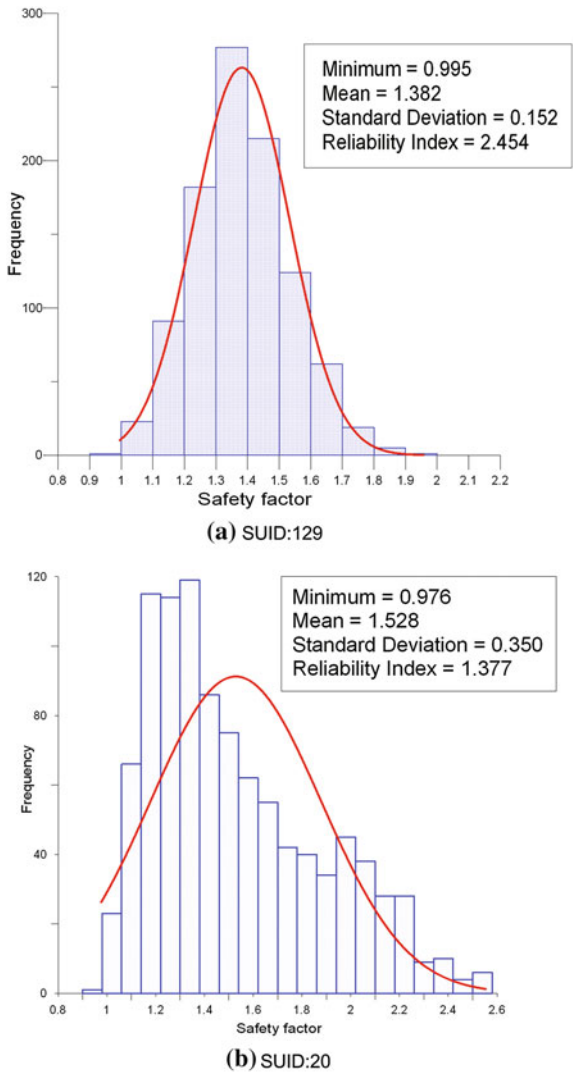 300
200
100
0
Frequency
Minimum = 0.995
Mean = 1.382
Standard Deviation = 0.152
Reliability Index = 2.454
0.8 0.9 1 1.1 1.2 1.3 1.4 1.5 1.6 1.7 1.8 1.9 2 2.1 2.2
Safety factor
(a) SUID:129
120
80
40
0
Frequency
Minimum = 0.976
Mean = 1.528
Standard Deviation = 0.350
Reliability Index = 1.377
0.8 1 1.2 1.4 1.6 1.8 2 2.2 2.4 2.6
Safety factor
(b) SUID:20